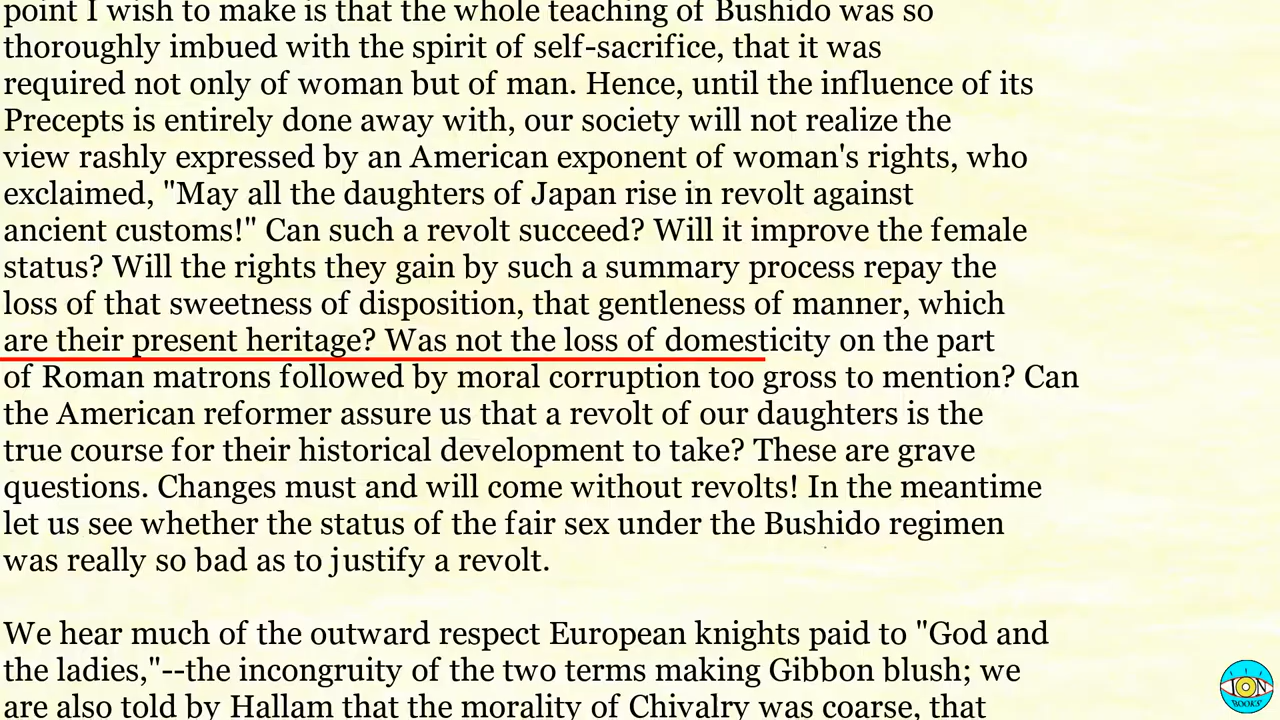 point I wish to make is that the whole teaching of Bushido was so
thoroughly imbued with the spirit of self-sacrifice, that it was
required not only of woman but of man. Hence, until the influence of its
Precepts is entirely done away with, our society will not realize the
view rashly expressed by an American exponent of woman's rights, who
exclaimed, "May all the daughters of Japan rise in revolt against
ancient customs!" Can such a revolt succeed? Will it improve the female
status? Will the rights they gain by such a summary process repay the
loss of that sweetness of disposition, that gentleness of manner, which
are their present heritage? Was not the loss of domesticity on the part
of Roman matrons followed by moral corruption too gross to mention? Can
the American reformer assure us that a revolt of our daughters is the
true course for their historical development to take? These are grave
questions. Changes must and will come without revolts! In the meantime
let us see whether the status of the fair sex under the Bushido regimen
was really so bad as to justify a revolt.
We hear much of the outward respect European knights paid to "God and
the ladies,"--the incongruity of the two terms making Gibbon blush; we
are also told by Hallam that the morality of Chivalry was coarse, that
ION
BOOKS